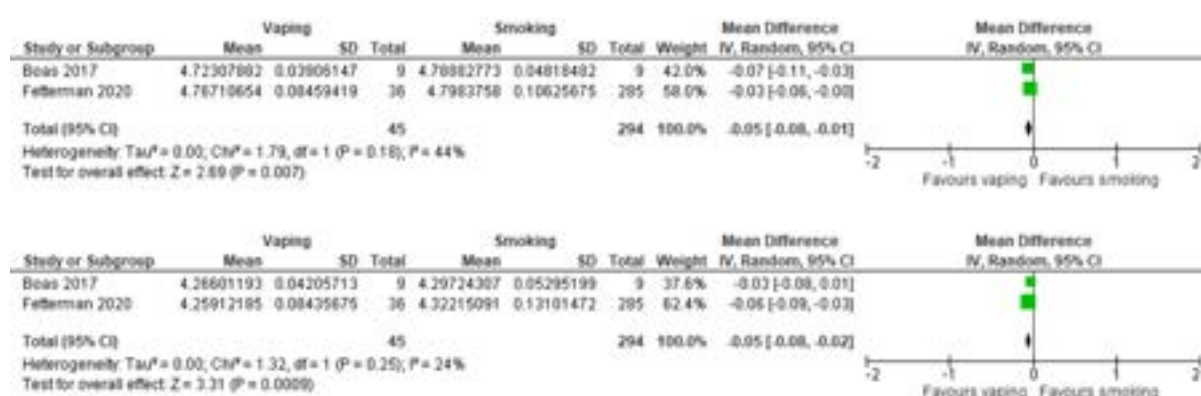 Vaping Smoking Mean Difference Mean Difference
Study or Subgroup Mean SD Total Mean SD Total Weight IV, Random, 95% CI IV, Random, 95% CI
Boas 2017 4.72307882 0.03906147 9 4.78882773 0.04818482 9 42.0% -0.07 [-0.11, -0.03]
Fetterman 2020 4.76710654 0.08459419 36 4.7983758 0.10625675 285 58.0% -0.03 [-0.06, -0.00]
Total (95% CI) 45 294 100.0% -0.05 [-0.08, -0.01]
Heterogeneity: Tau² = 0.00; Chi² = 1.79, df = 1 (P = 0.18); I² = 44%
Test for overall effect: Z = 2.69 (P = 0.007)
-2 -1 0 1 2
Favours vaping Favours smoking
Vaping Smoking Mean Difference Mean Difference
Study or Subgroup Mean SD Total Mean SD Total Weight IV, Random, 95% CI IV, Random, 95% CI
Boas 2017 4.26601193 0.04205713 9 4.29724307 0.05295199 9 37.6% -0.03 [-0.08, 0.01]
Fetterman 2020 4.25912185 0.08435675 36 4.32215091 0.13101472 285 62.4% -0.06 [-0.09, -0.03]
Total (95% CI) 45 294 100.0% -0.05 [-0.08, -0.02]
Heterogeneity: Tau² = 0.00; Chi² = 1.32, df = 1 (P = 0.25); I² = 24%
Test for overall effect: Z = 3.31 (P = 0.0009)
-2 -1 0 1 2
Favours vaping Favours smoking